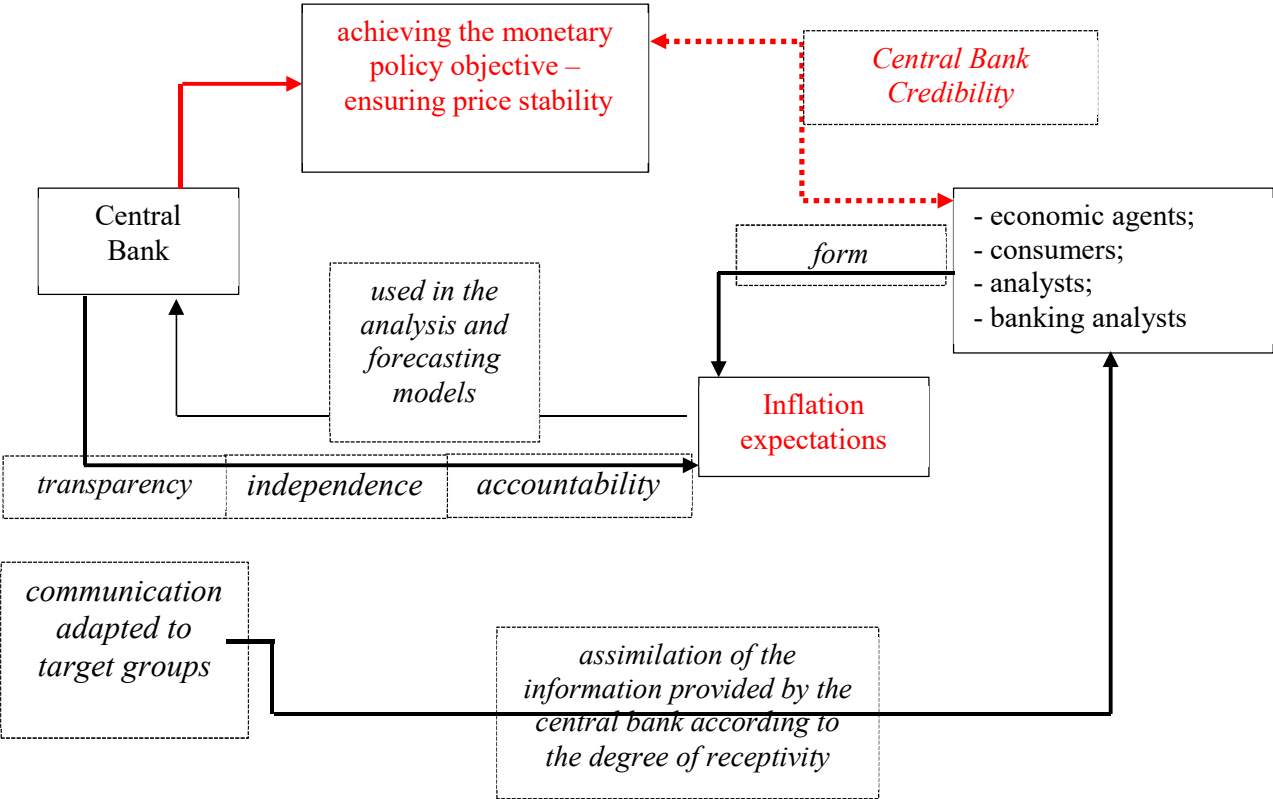 achieving the monetary
policy objective –
ensuring price stability
Central Bank
Credibility
Central
Bank
- economic agents;
- consumers;
- analysts;
- banking analysts
form
used in the
analysis and
forecasting
models
Inflation
expectations
transparency
independence
accountability
communication
adapted to
target groups
assimilation of the
information provided by the
central bank according to
the degree of receptivity